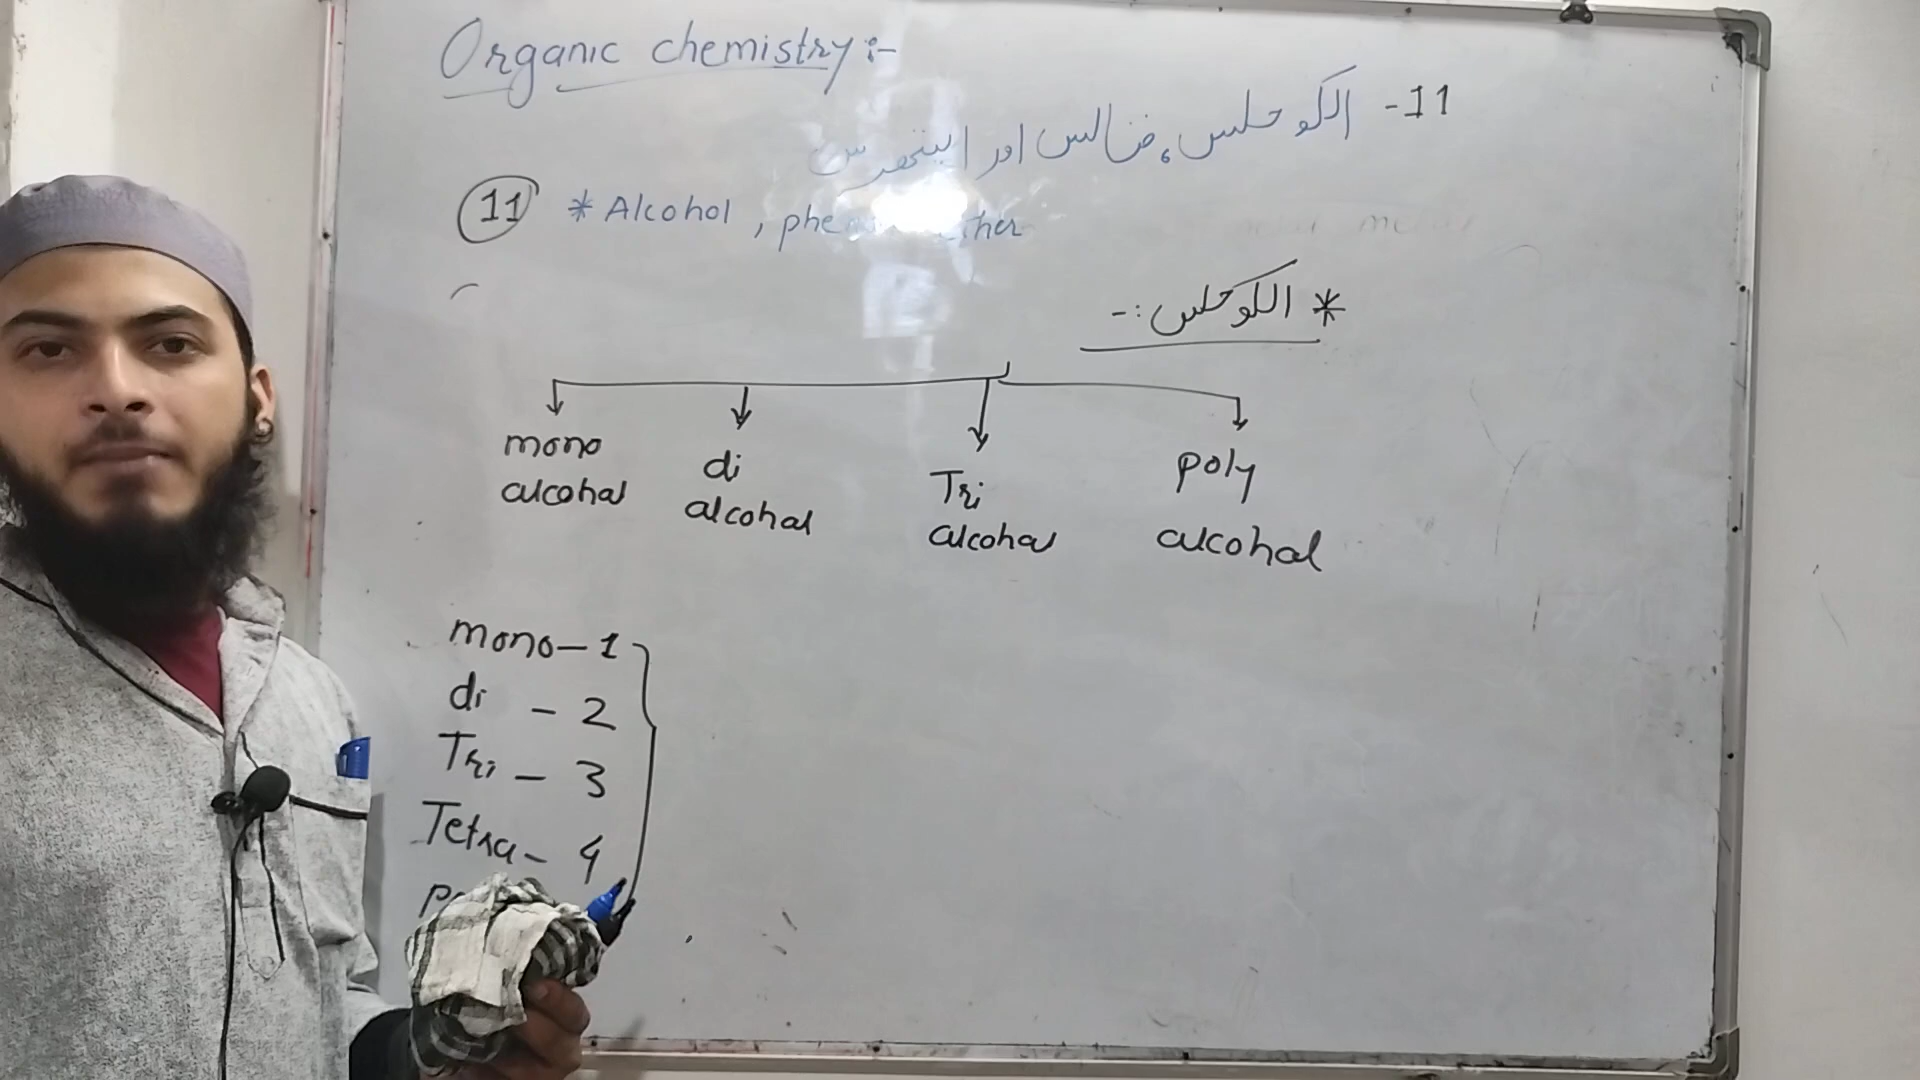 Organic chemistry :-
11- الکوحلس، فنالس اور ایتھرس
11 * Alcohol, phe ther
* الکوحلس :-
mono
alcohal
di
alcohal
Tri
alcohal
poly
alcohal
mono - 1
di - 2
Tri - 3
Tetra - 4